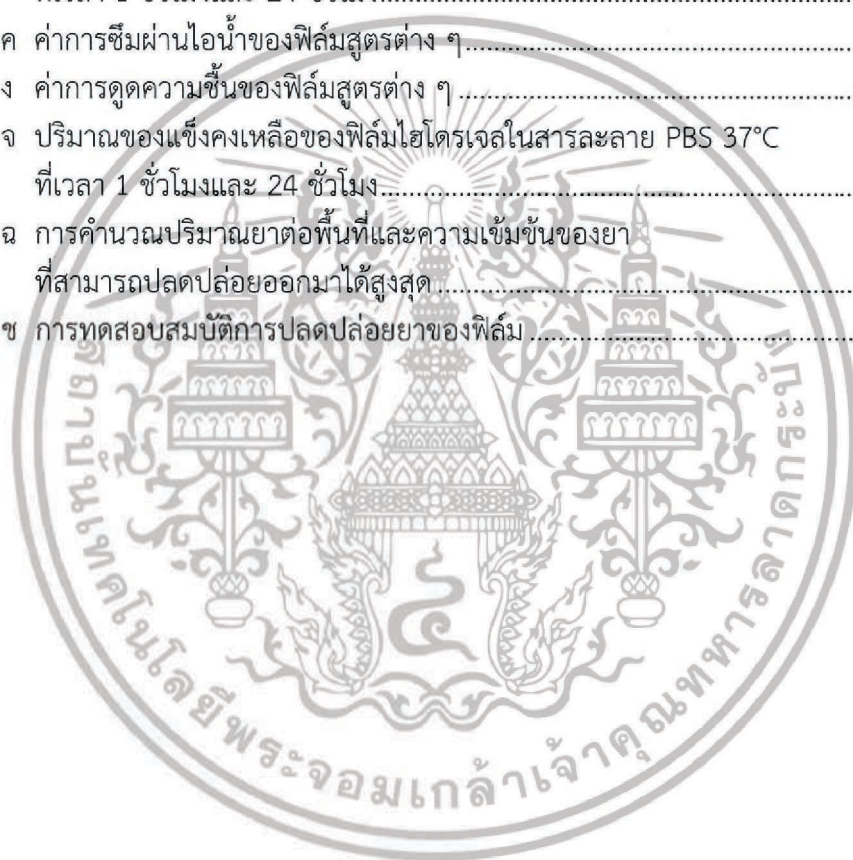 ค ค่าการซึมผ่านไอน้ำของฟิล์มสูตรต่าง ๆ
ง ค่าการดูดความชื้นของฟิล์มสูตรต่าง ๆ
จ ปริมาณของแข็งคงเหลือของฟิล์มไฮโดรเจลในสารละลาย PBS 37°C
ที่เวลา 1 ชั่วโมงและ 24 ชั่วโมง
ฉ การคำนวณปริมาณยาต่อพื้นที่และความเข้มข้นของยา
ที่สามารถปลดปล่อยออกมาได้สูงสุด
ช การทดสอบสมบัติการปลดปล่อยยาของฟิล์ม
สถาบันเทคโนโลยีพระจอมเกล้าเจ้าคุณทหารลาดกระบัง
๔